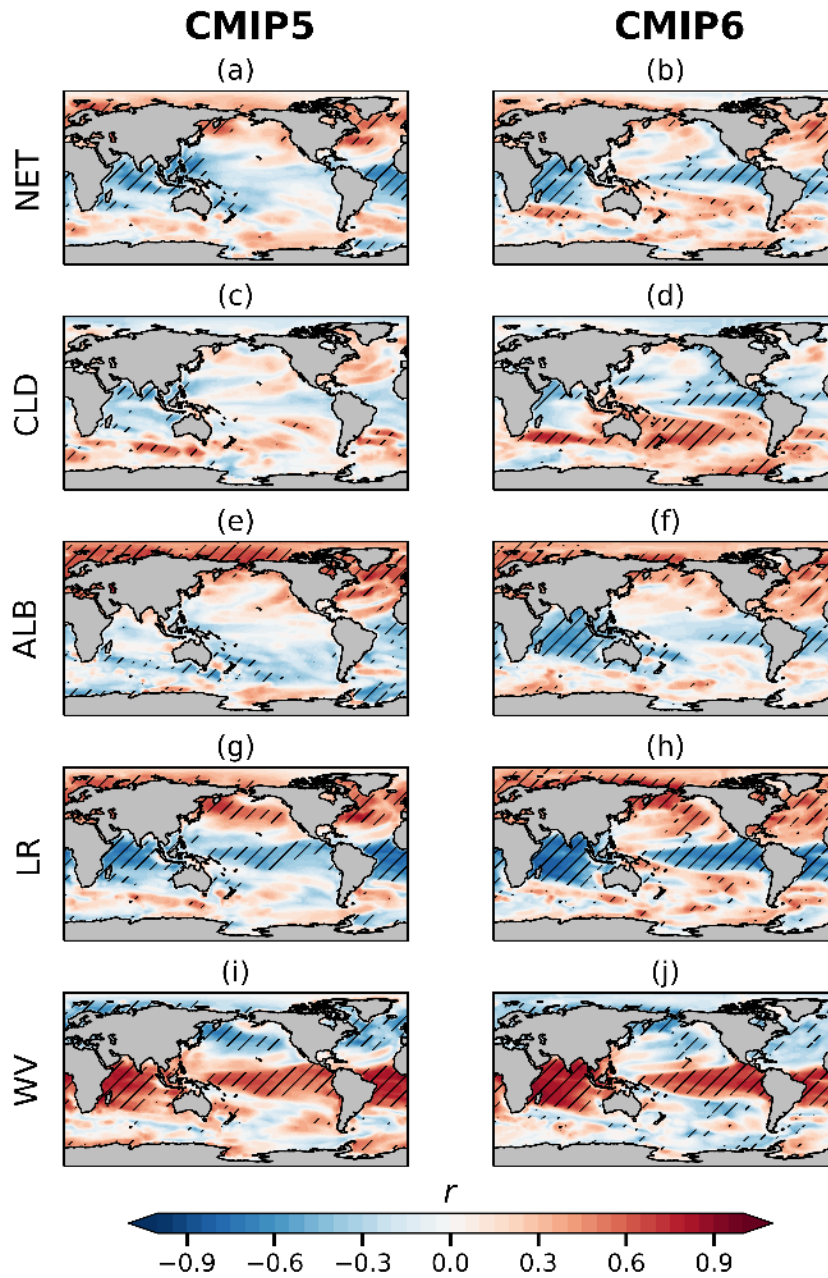 CMIP5 CMIP6
(a) (b)
NET
(c) (d)
CLD
(e) (f)
ALB
(g) (h)
LR
(i) (j)
WV
r
−0.9 −0.6 −0.3 0.0 0.3 0.6 0.9